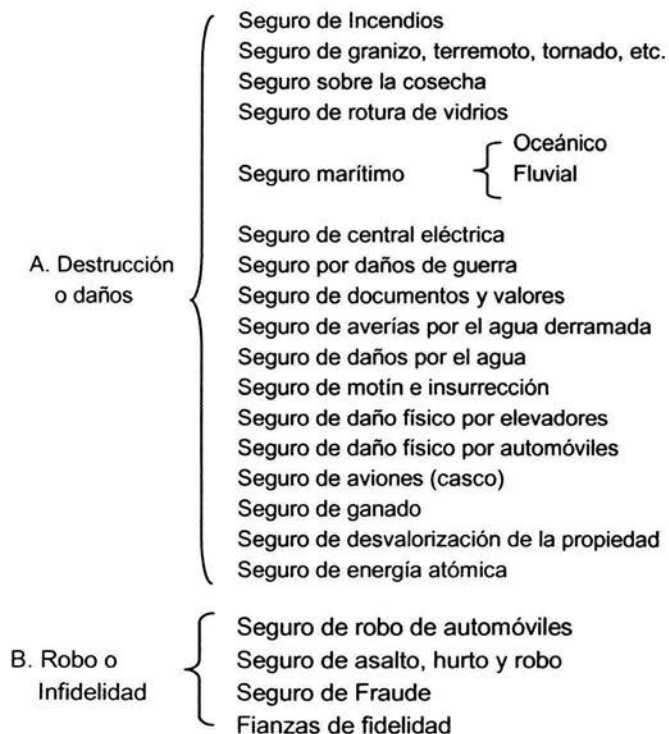 Seguro de Incendios
Seguro de granizo, terremoto, tornado, etc.
Seguro sobre la cosecha
Seguro de rotura de vidrios
Oceánico
Seguro marítimo
Fluvial
A. Destrucción
o daños
Seguro de central eléctrica
Seguro por daños de guerra
Seguro de documentos y valores
Seguro de averías por el agua derramada
Seguro de daños por el agua
Seguro de motín e insurrección
Seguro de daño físico por elevadores
Seguro de daño físico por automóviles
Seguro de aviones (casco)
Seguro de ganado
Seguro de desvalorización de la propiedad
Seguro de energía atómica
B. Robo o
Infidelidad
Seguro de robo de automóviles
Seguro de asalto, hurto y robo
Seguro de Fraude
Fianzas de fidelidad